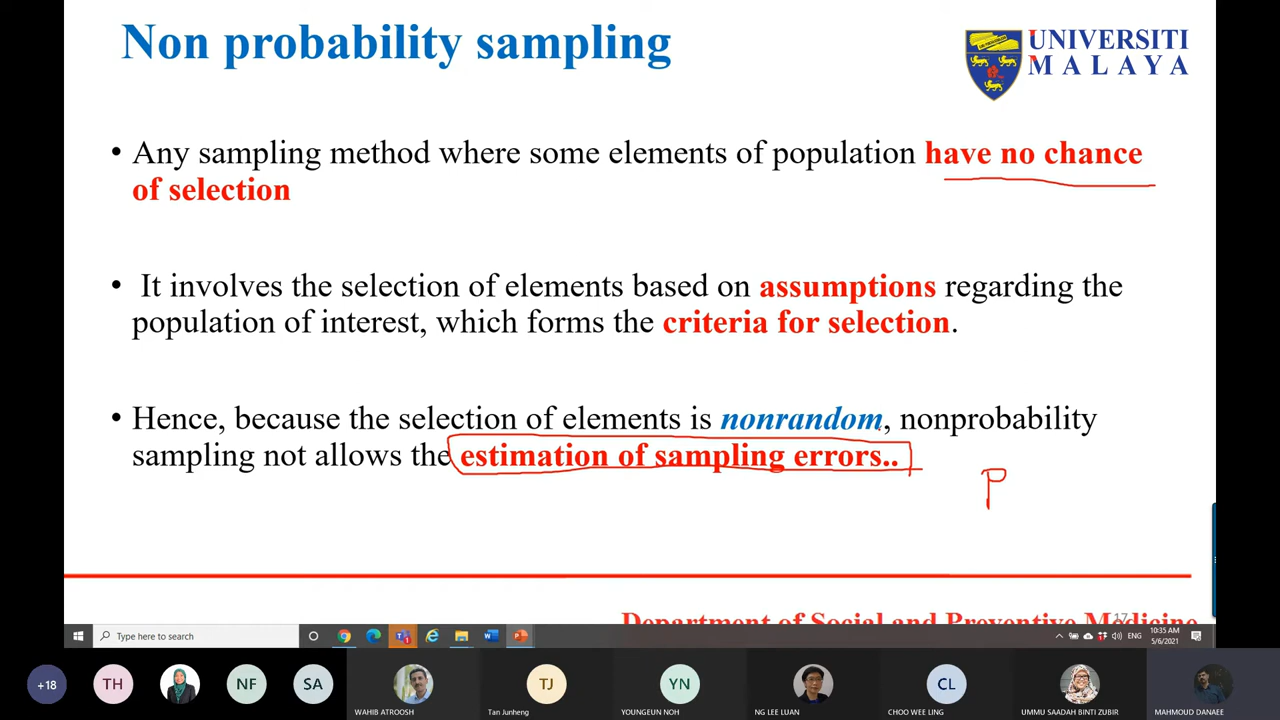 Non probability sampling
UNIVERSITI
MALAYA
• Any sampling method where some elements of population have no chance
of selection
• It involves the selection of elements based on assumptions regarding the
population of interest, which forms the criteria for selection.
• Hence, because the selection of elements is nonrandom, nonprobability
sampling not allows the estimation of sampling errors..
P
17
Department of Social and Preventive Medicine
Type here to search
ENG
10:35 AM
5/6/2021
+18
TH
NF
SA
TJ
YN
CL
WAHIB ATROOSH
Tan Junheng
YOUNGEUN NOH
NG LEE LUAN
CHOO WEE LING
UMMU SAADAH BINTI ZUBIR
MAHMOUD DANAEE